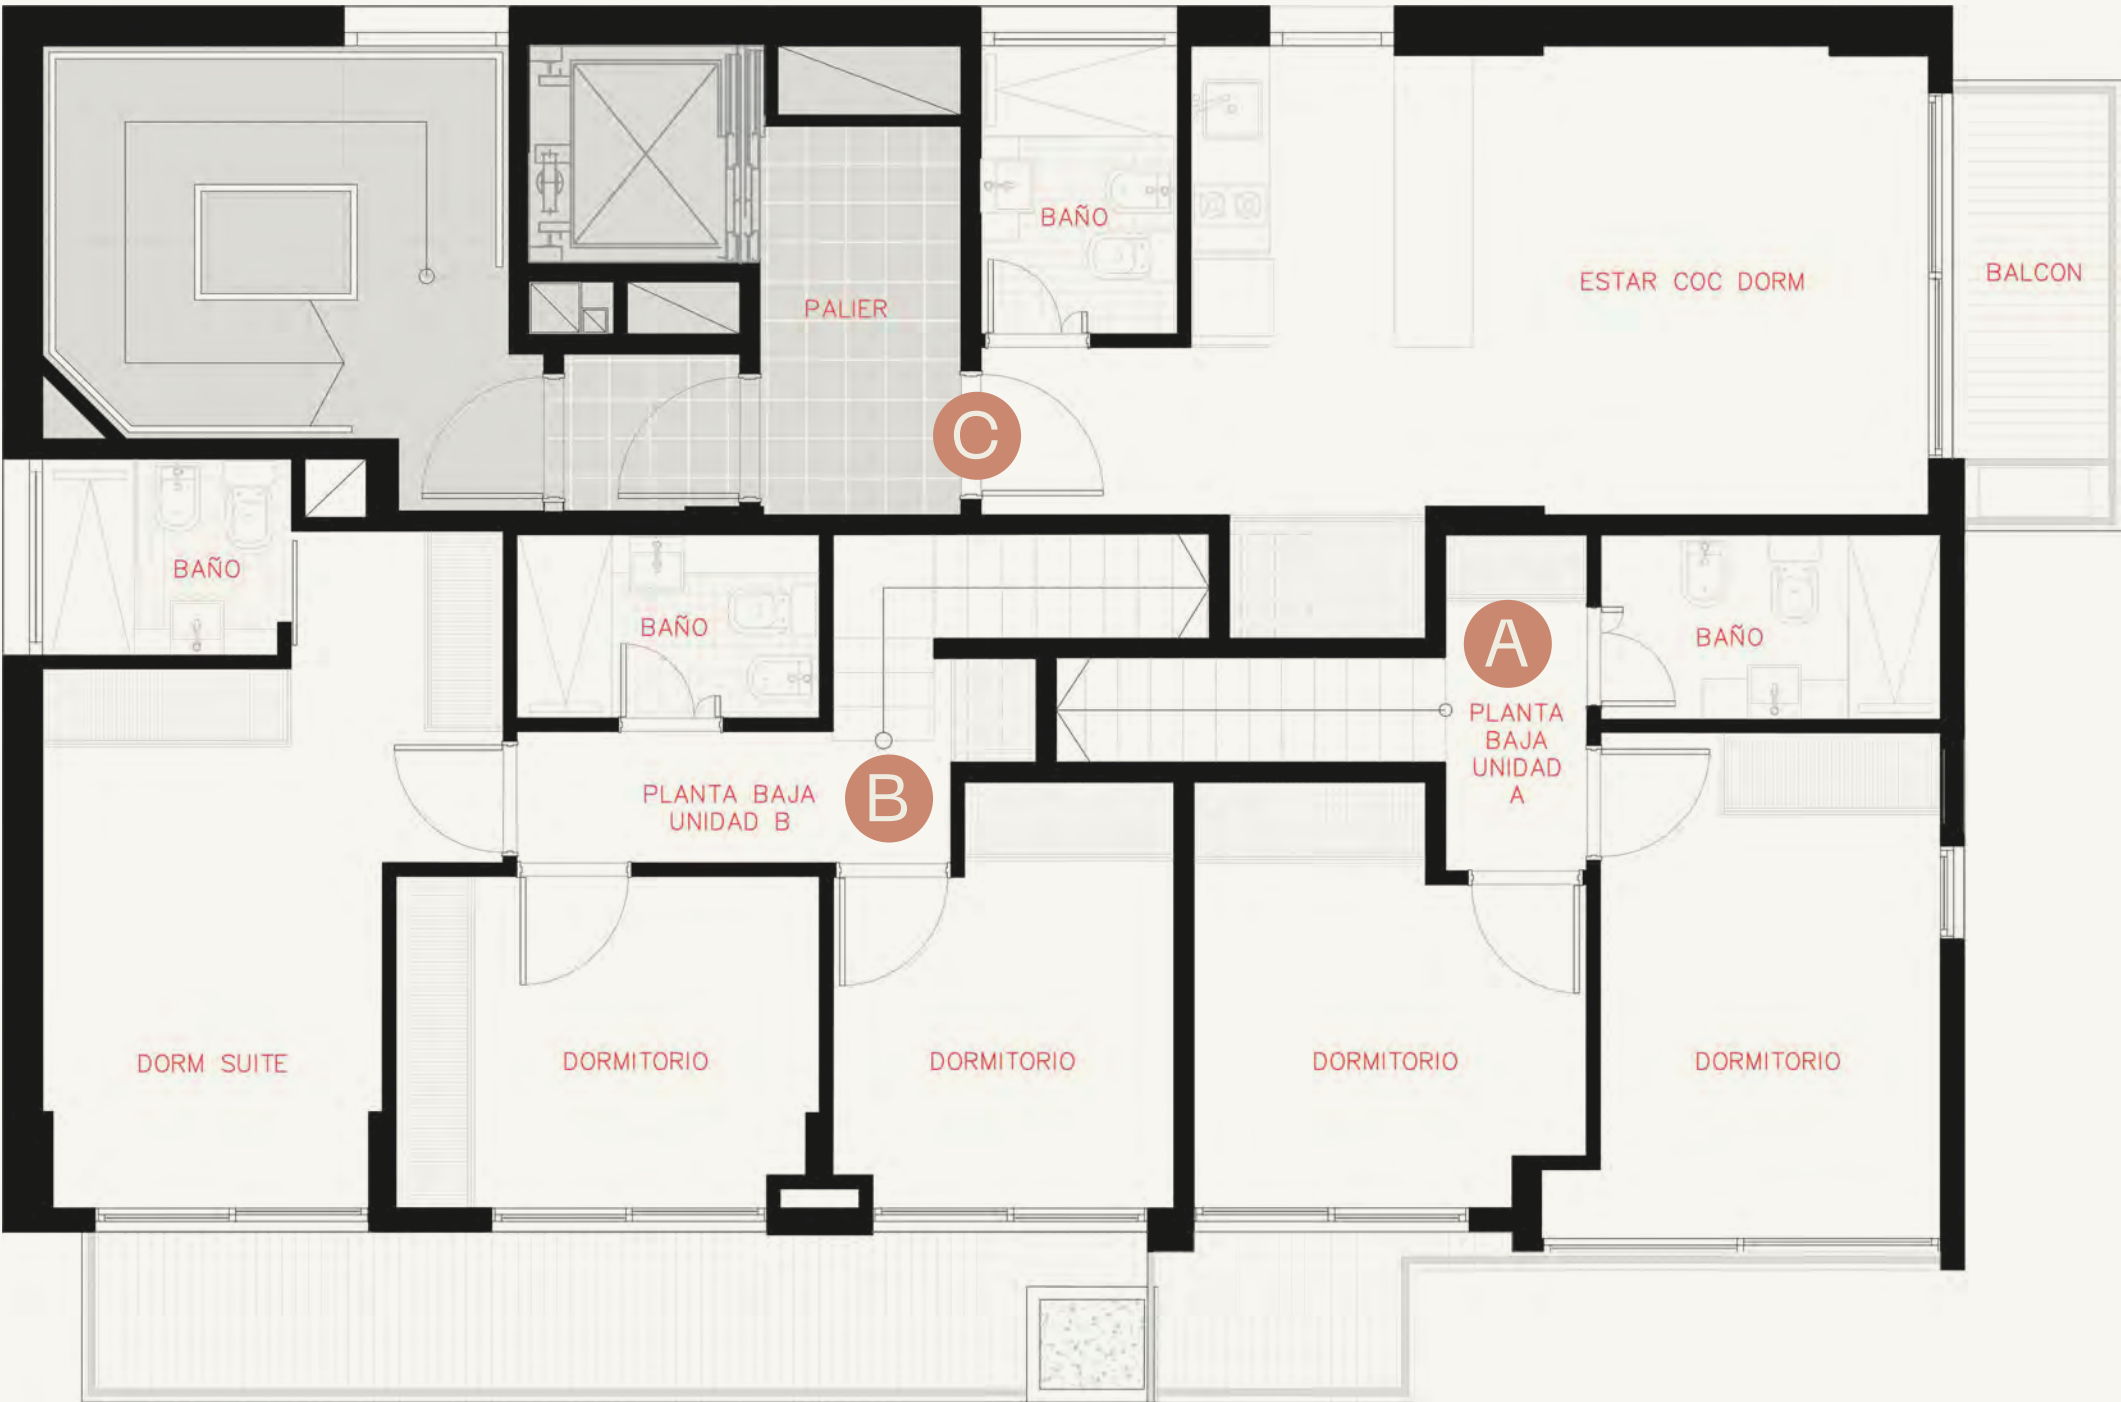 BAÑO
BALCON
ESTAR COC DORM
PALIER
C
BAÑO
BAÑO
BAÑO
A
PLANTA
BAJA
UNIDAD
A
PLANTA BAJA
UNIDAD B
B
DORM SUITE
DORMITORIO
DORMITORIO
DORMITORIO
DORMITORIO